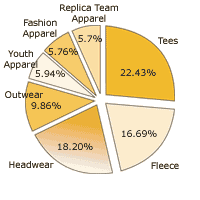 Replica Team
Apparel
5.7%
Fashion
Apparel
5.76%
Tees
22.43%
Youth
Apparel
5.94%
Outwear
9.86%
16.69%
Fleece
18.20%
Headwear